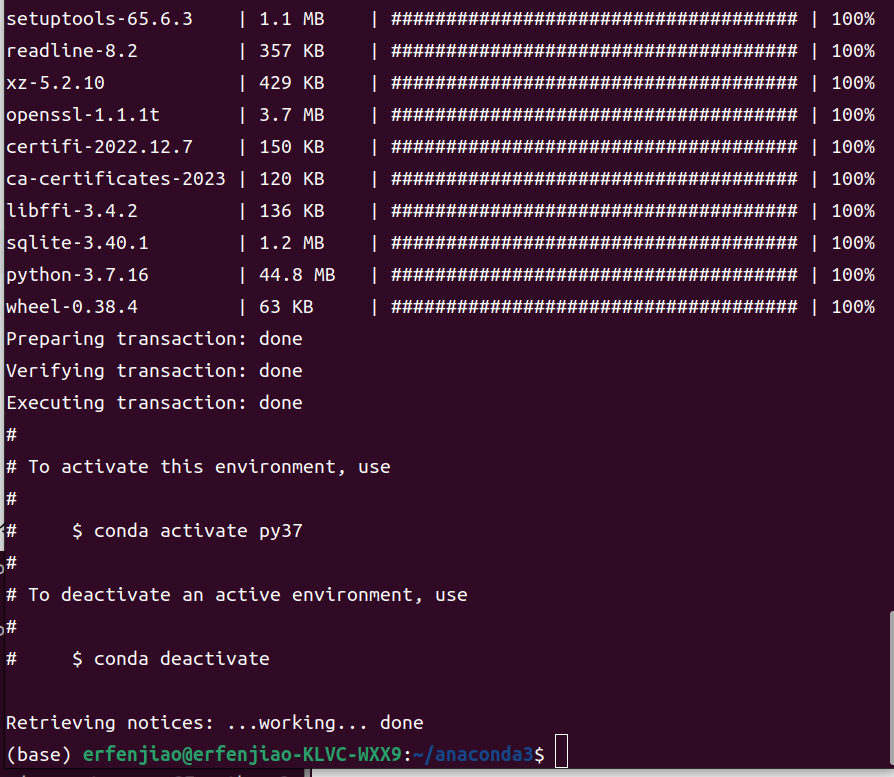 setuptools-65.6.3 | 1.1 MB | ##################################### | 100%
readline-8.2 | 357 KB | ##################################### | 100%
xz-5.2.10 | 429 KB | ##################################### | 100%
openssl-1.1.1t | 3.7 MB | ##################################### | 100%
certifi-2022.12.7 | 150 KB | ##################################### | 100%
ca-certificates-2023 | 120 KB | ##################################### | 100%
libffi-3.4.2 | 136 KB | ##################################### | 100%
sqlite-3.40.1 | 1.2 MB | ##################################### | 100%
python-3.7.16 | 44.8 MB | ##################################### | 100%
wheel-0.38.4 | 63 KB | ##################################### | 100%
Preparing transaction: done
Verifying transaction: done
Executing transaction: done
#
# To activate this environment, use
#
#     $ conda activate py37
#
# To deactivate an active environment, use
#
#     $ conda deactivate
Retrieving notices: ...working... done
(base) erfenjiao@erfenjiao-KLVC-WXX9:~/anaconda3$